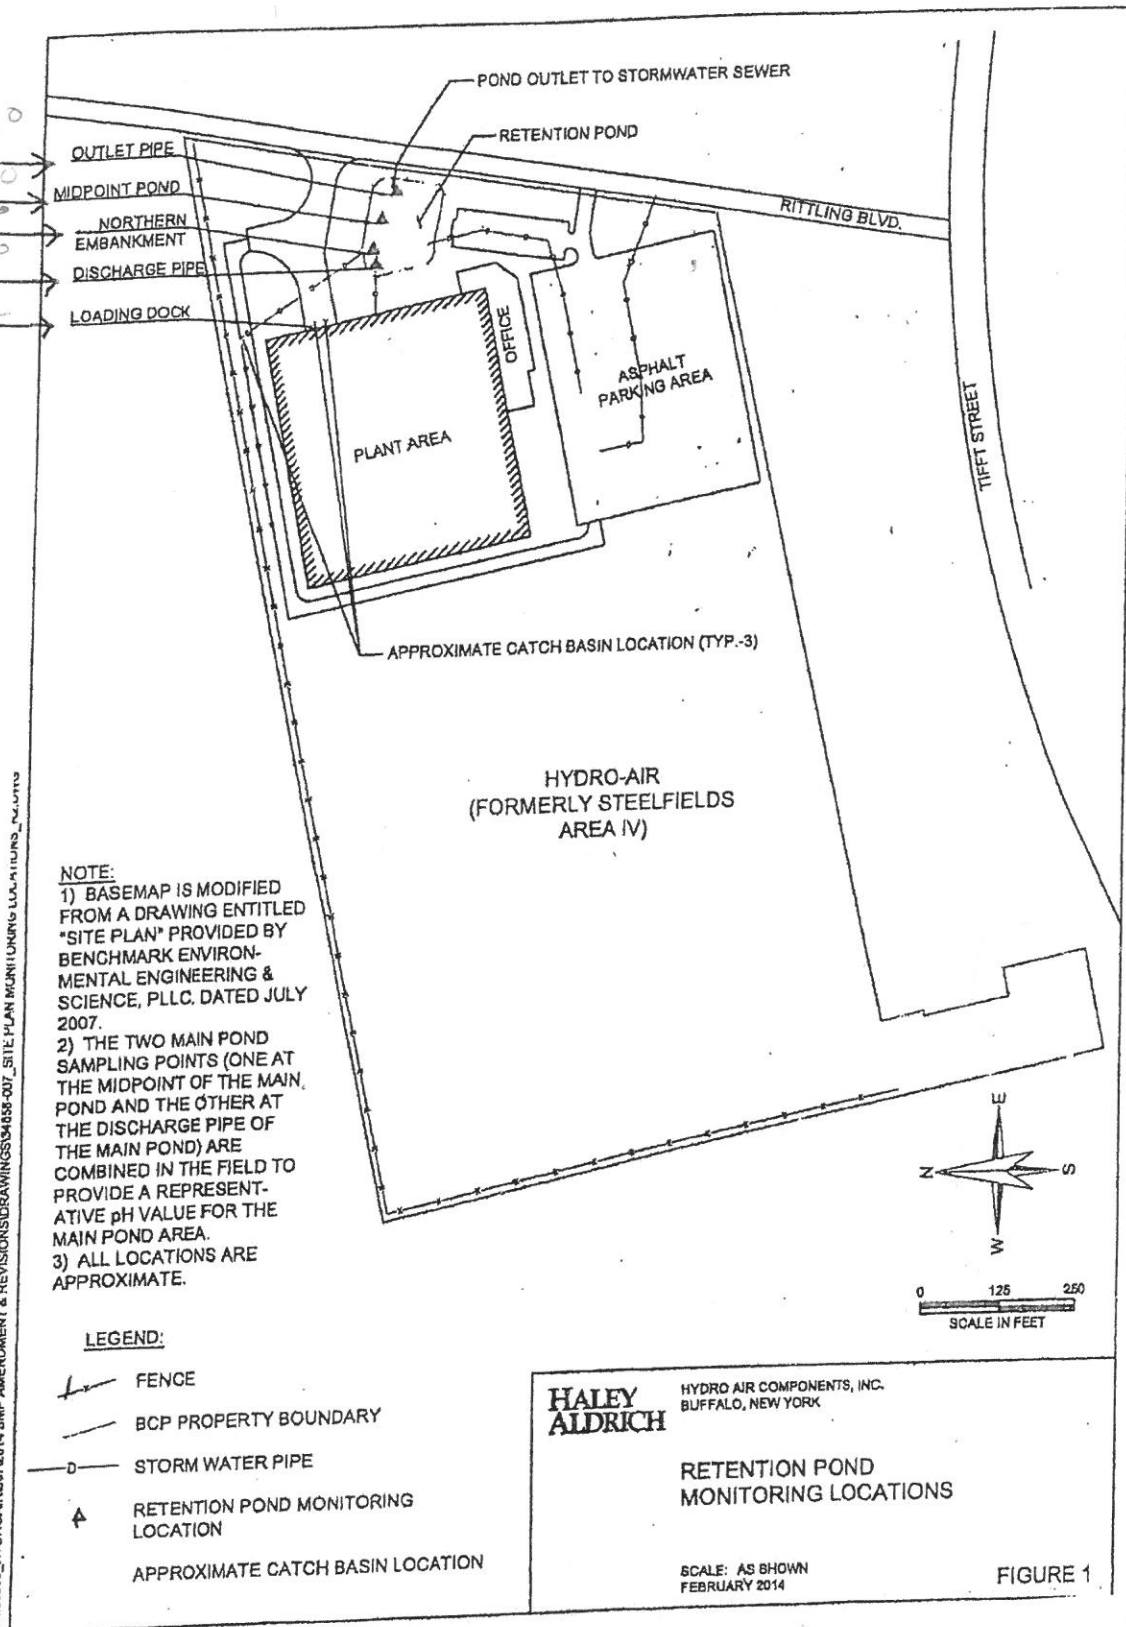 POND OUTLET TO STORMWATER SEWER
RETENTION POND
OUTLET PIPE
MIDPOINT POND
NORTHERN
EMBANKMENT
DISCHARGE PIPE
LOADING DOCK
RITTLING BLVD.
OFFICE
ASPHALT
PARKING AREA
PLANT AREA
TIFFT STREET
APPROXIMATE CATCH BASIN LOCATION (TYP.-3)
HYDRO-AIR
(FORMERLY STEELFIELDS
AREA IV)
NOTE:
1) BASEMAP IS MODIFIED
FROM A DRAWING ENTITLED
"SITE PLAN" PROVIDED BY
BENCHMARK ENVIRON-
MENTAL ENGINEERING &
SCIENCE, PLLC, DATED JULY
2007.
2) THE TWO MAIN POND
SAMPLING POINTS (ONE AT
THE MIDPOINT OF THE MAIN
POND AND THE OTHER AT
THE DISCHARGE PIPE OF
THE MAIN POND) ARE
COMBINED IN THE FIELD TO
PROVIDE A REPRESENT-
ATIVE pH VALUE FOR THE
MAIN POND AREA.
3) ALL LOCATIONS ARE
APPROXIMATE.
E
N S
W
0 125 250
SCALE IN FEET
LEGEND:
FENCE
BCP PROPERTY BOUNDARY
STORM WATER PIPE
RETENTION POND MONITORING
LOCATION
APPROXIMATE CATCH BASIN LOCATION
HALEY
ALDRICH
HYDRO AIR COMPONENTS, INC.
BUFFALO, NEW YORK
RETENTION POND
MONITORING LOCATIONS
SCALE: AS SHOWN
FEBRUARY 2014
FIGURE 1